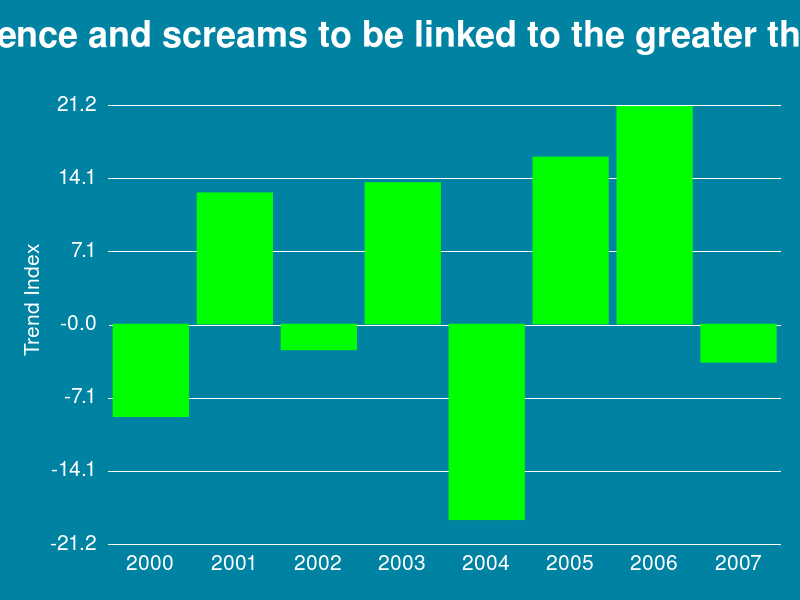 ence and screams to be linked to the greater th
21.2
14.1
7.1
-0.0
-7.1
-14.1
-21.2
Trend Index
2000 2001 2002 2003 2004 2005 2006 2007